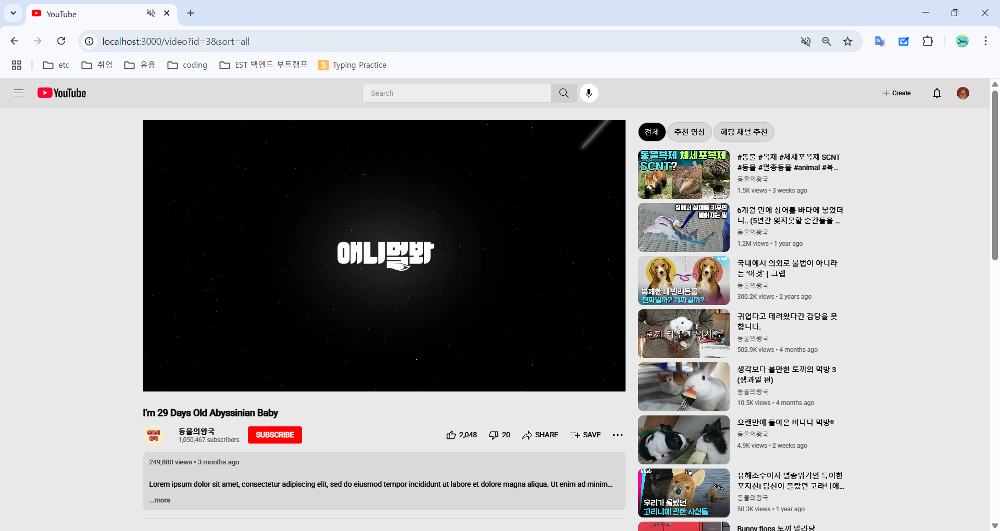 YouTube
localhost:3000/video?id=3&sort=all
etc
취업
유용
coding
EST 백엔드 부트캠프
Typing Practice
YouTube
Search
Create
애니멀봐
I'm 29 Days Old Abyssinian Baby
동물의왕국
1,050,467 subscribers
SUBSCRIBE
2,048
20
SHARE
SAVE
249,880 views • 3 months ago
Lorem ipsum dolor sit amet, consectetur adipiscing elit, sed do eiusmod tempor incididunt ut labore et dolore magna aliqua. Ut enim ad minim...
...more
전체
추천 영상
해당 채널 추천
동물복제 체세포복제
SCNT?
#동물 #복제 #체세포복제 SCNT
#동물 #멸종동물 #animal #복...
동물의왕국
1.5K views • 3 weeks ago
집에서 상어를 키우면
벌어지는 일
6개월 만에 상어를 바다에 넣었더
니.. (5년간 잊지못할 순간들을 ...
동물의왕국
1.2M views • 1 year ago
klab
복제한 내 반려동물
진짜일까? 가짜일까?
국내에서 의외로 불법이 아니라
는 ‘이것’ | 크랩
동물의왕국
300.2K views • 2 years ago
토끼 키우지 마세요
귀엽다고 데려왔다간 감당을 못
합니다.
동물의왕국
502.9K views • 4 months ago
생각보다 볼만한 토끼의 먹방 3
(생과일 편)
동물의왕국
10.5K views • 4 months ago
오랜만에 돌아온 바나나 먹방!!
동물의왕국
4.9K views • 2 weeks ago
klab
우리가 몰랐던
고라니에 관한 사실들
유해조수이자 멸종위기인 특이한
포지션! 당신이 몰랐던 고라니에...
동물의왕국
50.3K views • 1 year ago
Bunny flops 토끼 발라당